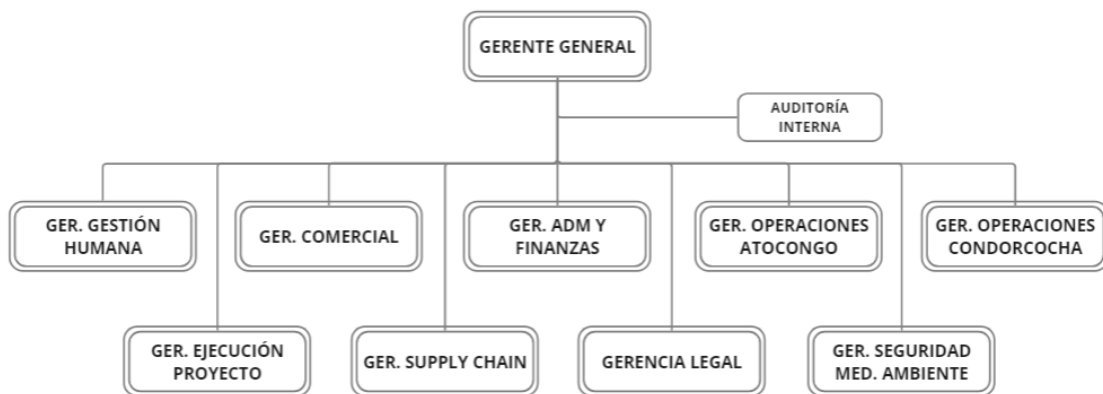 GERENTE GENERAL
AUDITORÍA
INTERNA
GER. GESTIÓN
HUMANA
GER. COMERCIAL
GER. ADM Y
FINANZAS
GER. OPERACIONES
ATOCONGO
GER. OPERACIONES
CONDORCOCHA
GER. EJECUCIÓN
PROYECTO
GER. SUPPLY CHAIN
GERENCIA LEGAL
GER. SEGURIDAD
MED. AMBIENTE